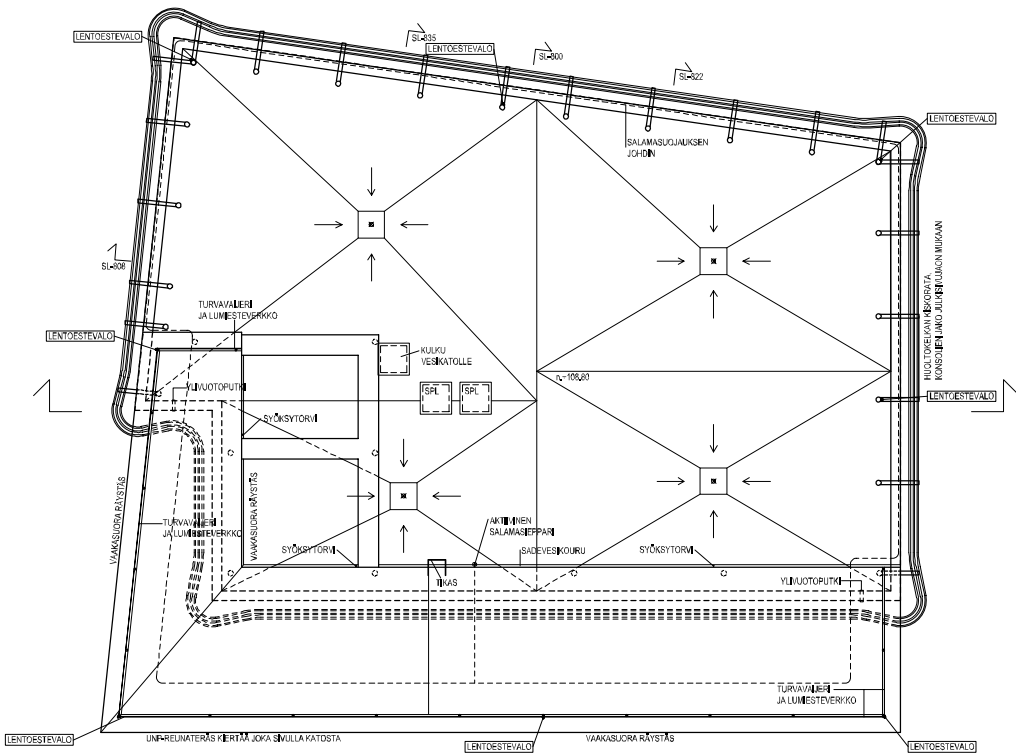 LENTOESTEVALO
SL-835
LENTOESTEVALO
SL-800
SL-822
LENTOESTEVALO
SALAMASUOJAUKSEN
JOHDIN
SL-808
HUOLTOKELKAN KISKORATA.
KONSOLIEN JAKO JULKISIVUJAON MUKAAN
TURVAVAIJERI
JA LUMIESTEVERKKO
LENTOESTEVALO
KULKU
VESIKATOLLE
YLIVUOTOPUTKI
SPL
SPL
n.+108.80
LENTOESTEVALO
SYÖKSYTORVI
VAAKASUORA RÄYSTÄS
VAAKASUORA RÄYSTÄS
TURVAVAIJERI
JA LUMIESTEVERKKO
AKTIIVINEN
SALAMASIEPPARI
SYÖKSYTORVI
SADEVESIKOURU
SYÖKSYTORVI
TIKAS
YLIVUOTOPUTKI
TURVAVAIJERI
JA LUMIESTEVERKKO
LENTOESTEVALO
UNP-REUNATERÄS KIERTÄÄ JOKA SIVULLA KATOSTA
LENTOESTEVALO
VAAKASUORA RÄYSTÄS
LENTOESTEVALO